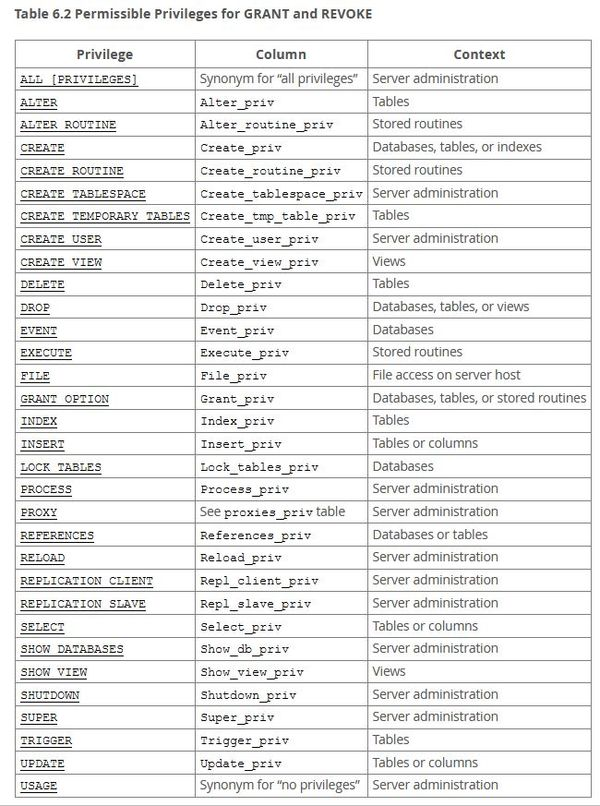 Table 6.2 Permissible Privileges for GRANT and REVOKE
Privilege Column Context
ALL [PRIVILEGES] Synonym for “all privileges” Server administration
ALTER Alter_priv Tables
ALTER ROUTINE Alter_routine_priv Stored routines
CREATE Create_priv Databases, tables, or indexes
CREATE ROUTINE Create_routine_priv Stored routines
CREATE TABLESPACE Create_tablespace_priv Server administration
CREATE TEMPORARY TABLES Create_tmp_table_priv Tables
CREATE USER Create_user_priv Server administration
CREATE VIEW Create_view_priv Views
DELETE Delete_priv Tables
DROP Drop_priv Databases, tables, or views
EVENT Event_priv Databases
EXECUTE Execute_priv Stored routines
FILE File_priv File access on server host
GRANT OPTION Grant_priv Databases, tables, or stored routines
INDEX Index_priv Tables
INSERT Insert_priv Tables or columns
LOCK TABLES Lock_tables_priv Databases
PROCESS Process_priv Server administration
PROXY See proxies_priv table Server administration
REFERENCES References_priv Databases or tables
RELOAD Reload_priv Server administration
REPLICATION CLIENT Repl_client_priv Server administration
REPLICATION SLAVE Repl_slave_priv Server administration
SELECT Select_priv Tables or columns
SHOW DATABASES Show_db_priv Server administration
SHOW VIEW Show_view_priv Views
SHUTDOWN Shutdown_priv Server administration
SUPER Super_priv Server administration
TRIGGER Trigger_priv Tables
UPDATE Update_priv Tables or columns
USAGE Synonym for “no privileges” Server administration